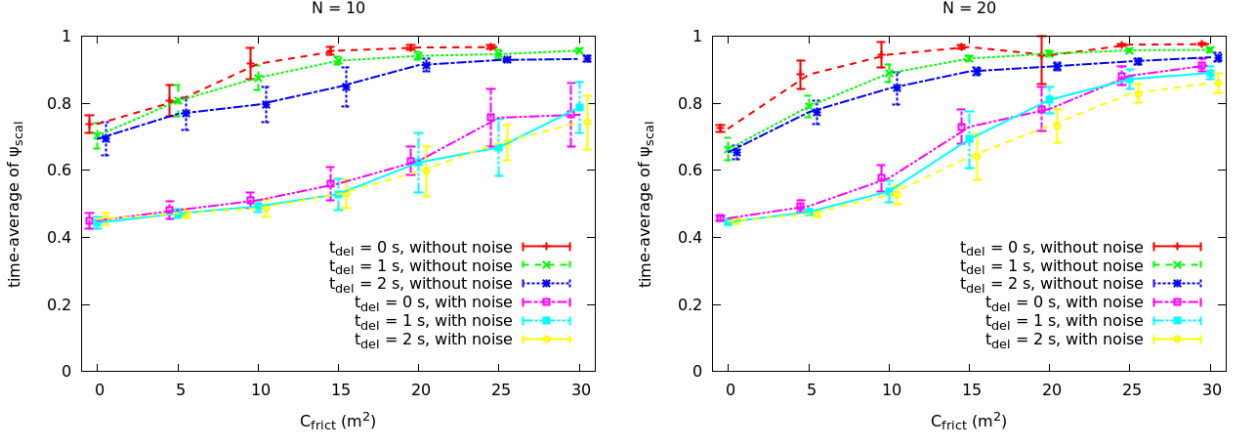 N = 10
time-average of ψscal
1
0.8
0.6
0.4
0.2
0
0 5 10 15 20 25 30
Cfrict (m²)
tdel = 0 s, without noise
tdel = 1 s, without noise
tdel = 2 s, without noise
tdel = 0 s, with noise
tdel = 1 s, with noise
tdel = 2 s, with noise
N = 20
time-average of ψscal
1
0.8
0.6
0.4
0.2
0
0 5 10 15 20 25 30
Cfrict (m²)
tdel = 0 s, without noise
tdel = 1 s, without noise
tdel = 2 s, without noise
tdel = 0 s, with noise
tdel = 1 s, with noise
tdel = 2 s, with noise